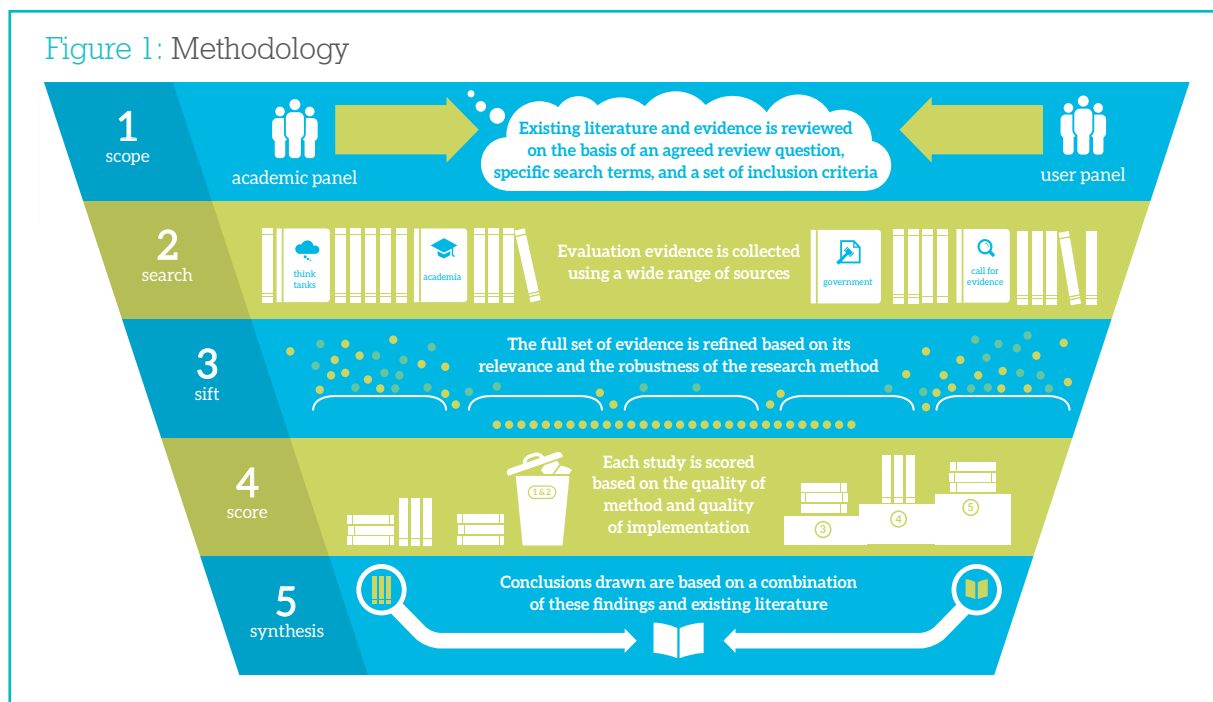 Figure 1: Methodology
1
scope
academic panel
Existing literature and evidence is reviewed
on the basis of an agreed review question,
specific search terms, and a set of inclusion criteria
user panel
2
search
think
tanks
academia
Evaluation evidence is collected
using a wide range of sources
government
call for
evidence
3
sift
The full set of evidence is refined based on its
relevance and the robustness of the research method
4
score
1&2
Each study is scored
based on the quality of
method and quality
of implementation
3
4
5
5
synthesis
Conclusions drawn are based on a combination
of these findings and existing literature